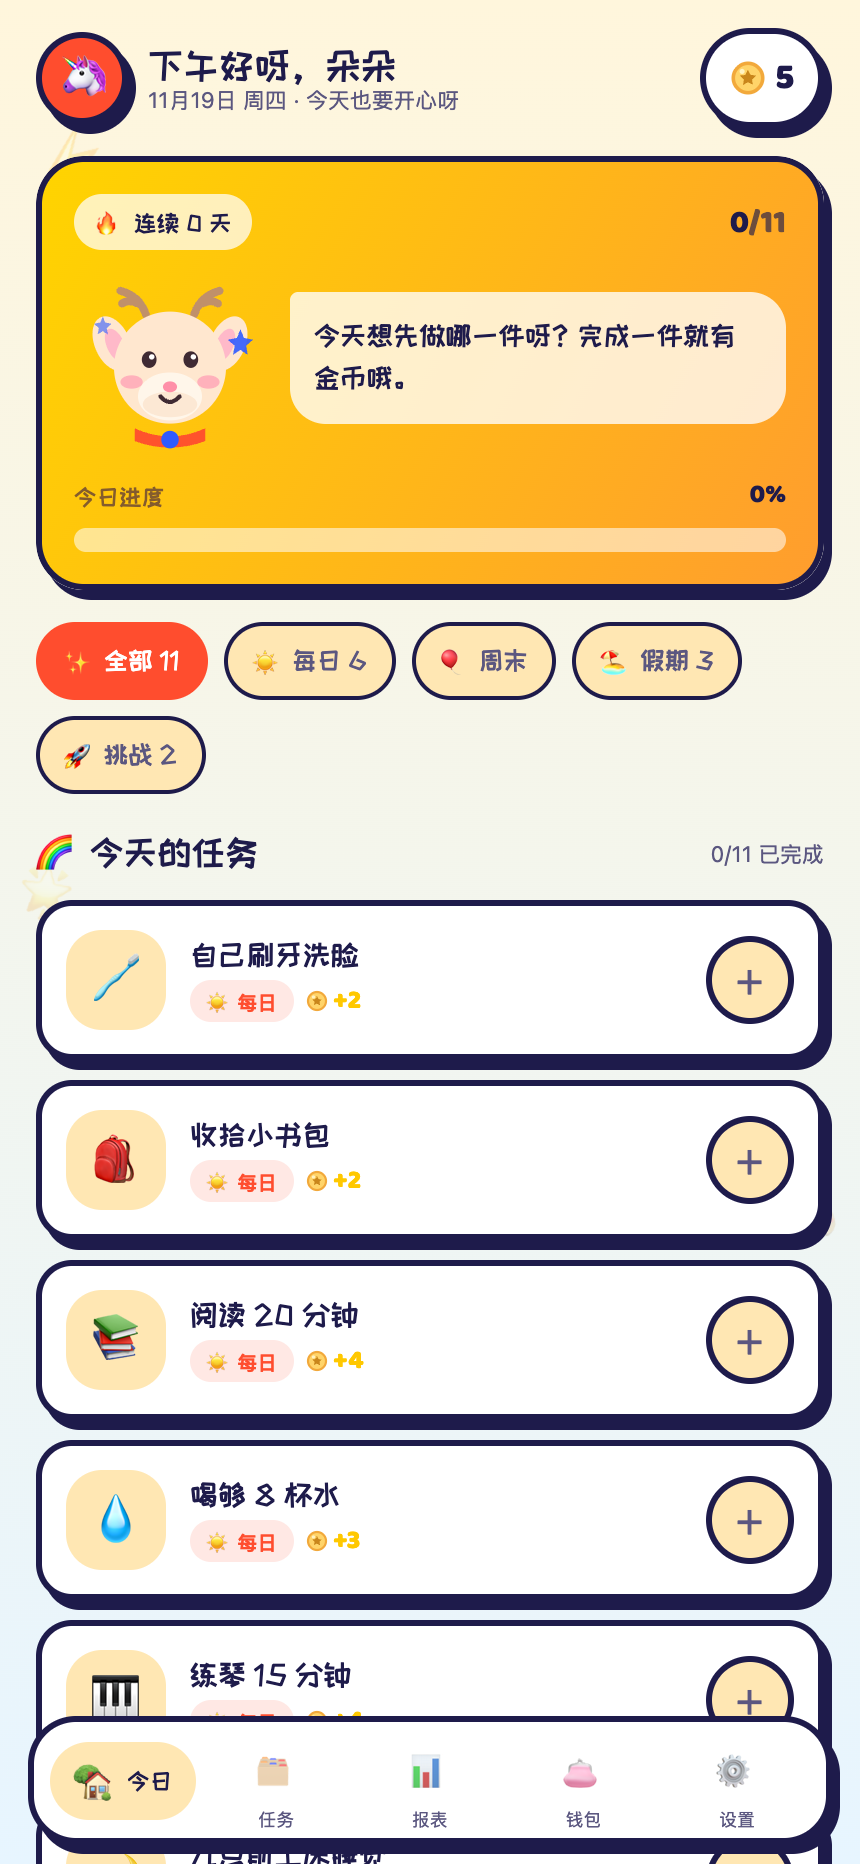 下午好呀，朵朵
11月19日 周四 · 今天也要开心呀
5
连续 0 天
0/11
今天想先做哪一件呀？完成一件就有
金币哦。
今日进度
0%
全部 11
每日 6
周末
假期 3
挑战 2
今天的任务
0/11 已完成
自己刷牙洗脸
每日
+2
收拾小书包
每日
+2
阅读 20 分钟
每日
+4
喝够 8 杯水
每日
+3
练琴 15 分钟
今日
任务
报表
钱包
设置